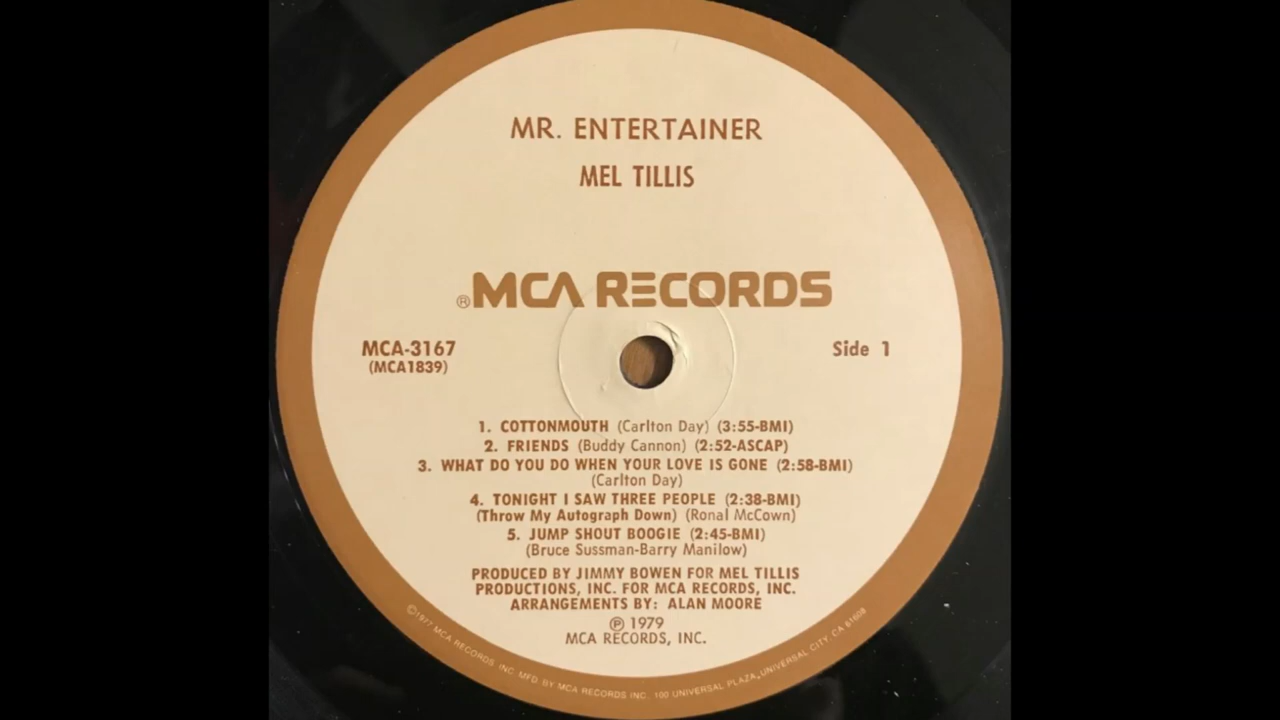 MR. ENTERTAINER
MEL TILLIS
®MCA RECORDS
MCA-3167
(MCA1839)
Side 1
1. COTTONMOUTH (Carlton Day) (3:55-BMI)
2. FRIENDS (Buddy Cannon) (2:52-ASCAP)
3. WHAT DO YOU DO WHEN YOUR LOVE IS GONE (2:58-BMI)
(Carlton Day)
4. TONIGHT I SAW THREE PEOPLE (2:38-BMI)
(Throw My Autograph Down) (Ronal McCown)
5. JUMP SHOUT BOOGIE (2:45-BMI)
(Bruce Sussman-Barry Manilow)
PRODUCED BY JIMMY BOWEN FOR MEL TILLIS
PRODUCTIONS, INC. FOR MCA RECORDS, INC.
ARRANGEMENTS BY: ALAN MOORE
℗ 1979
MCA RECORDS, INC.
©1977 MCA RECORDS INC. MFD. BY MCA RECORDS INC. 100 UNIVERSAL PLAZA, UNIVERSAL CITY, CA 91608